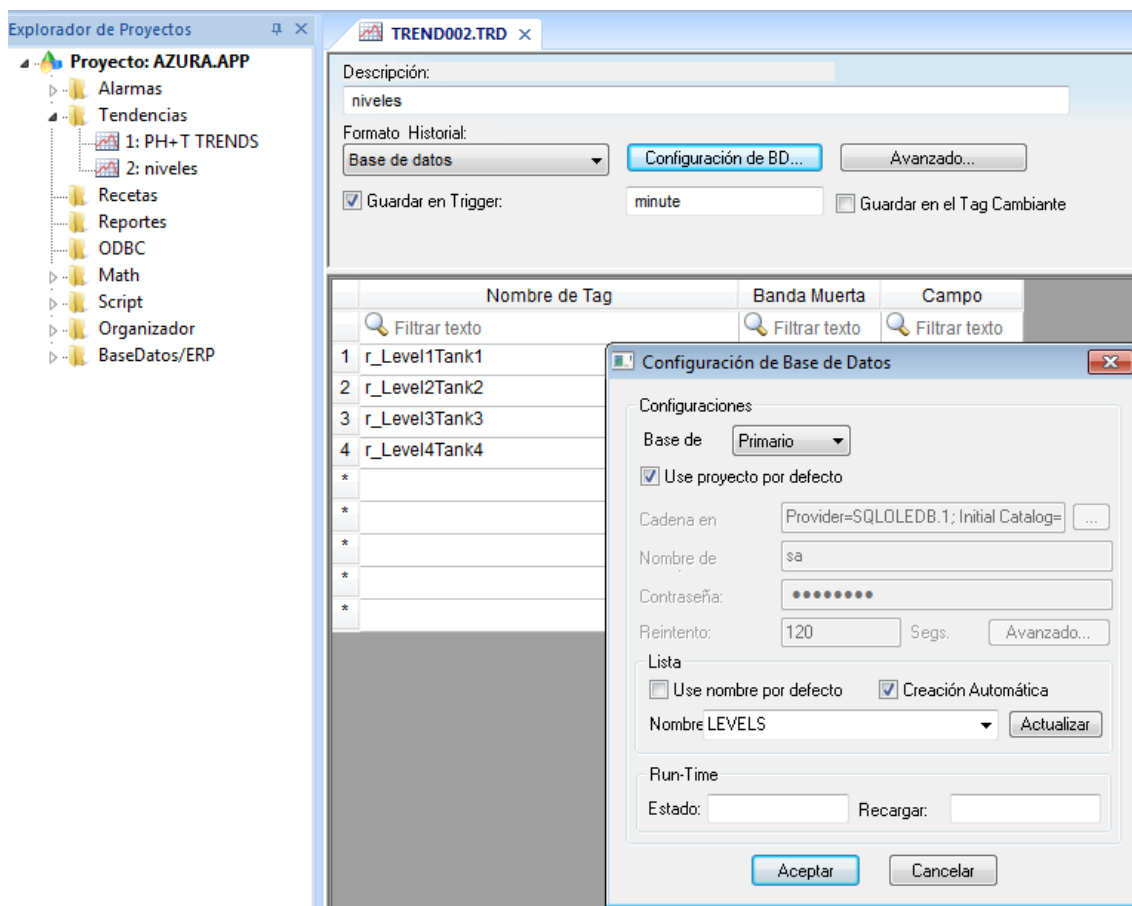 Explorador de Proyectos
Proyecto: AZURA.APP
Alarmas
Tendencias
1: PH+T TRENDS
2: niveles
Recetas
Reportes
ODBC
Math
Script
Organizador
BaseDatos/ERP
TREND002.TRD
Descripción:
niveles
Formato Historial:
Base de datos Configuración de BD... Avanzado...
Guardar en Trigger: minute Guardar en el Tag Cambiante
Nombre de Tag Banda Muerta Campo
Filtrar texto Filtrar texto Filtrar texto
1 r_Level1Tank1
2 r_Level2Tank2
3 r_Level3Tank3
4 r_Level4Tank4
*
*
*
*
*
Configuración de Base de Datos
Configuraciones
Base de Primario
Use proyecto por defecto
Cadena en Provider=SQLOLEDB.1; Initial Catalog= ...
Nombre de sa
Contraseña: ●●●●●●●●
Reintento: 120 Segs. Avanzado...
Lista
Use nombre por defecto Creación Automática
Nombre LEVELS Actualizar
Run-Time
Estado: Recargar:
Aceptar Cancelar